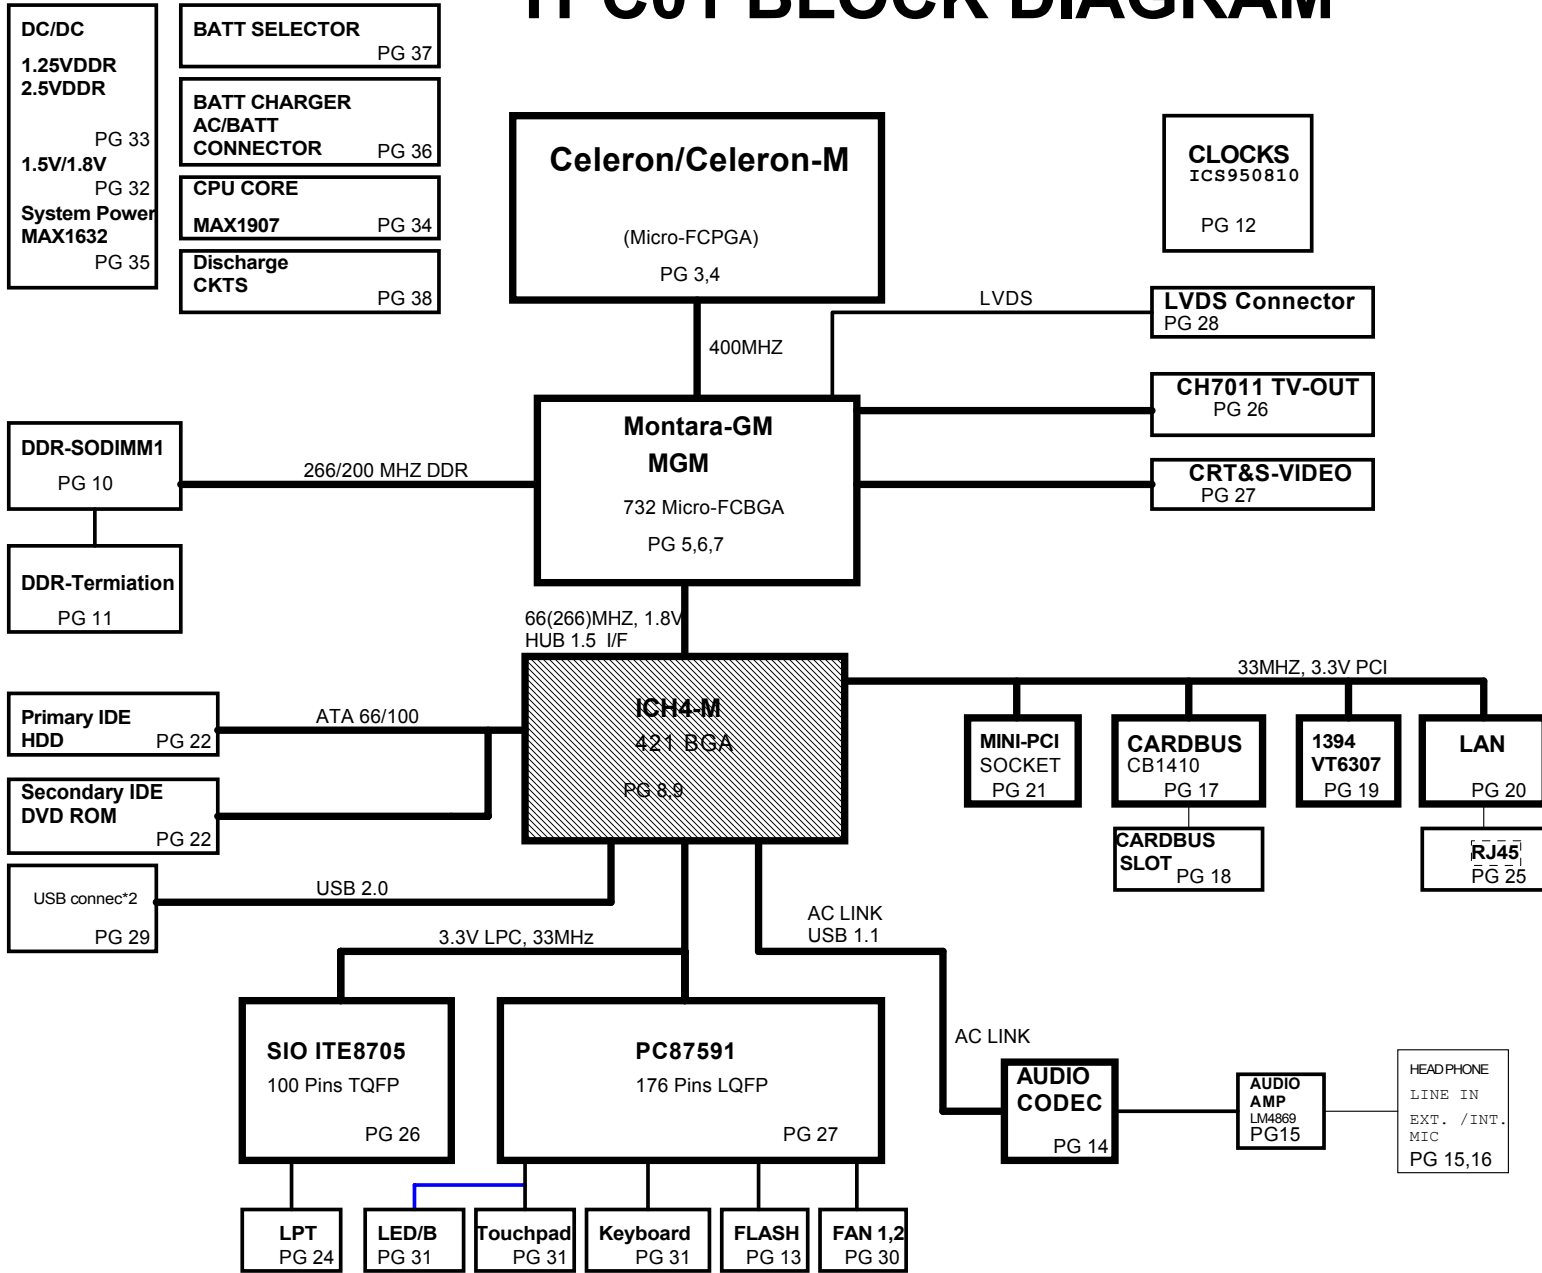 BLOCK DIAGRAM
DC/DC
1.25VDDR
2.5VDDR
PG 33
1.5V/1.8V
PG 32
System Power
MAX1632
PG 35
BATT SELECTOR
PG 37
BATT CHARGER
AC/BATT
CONNECTOR PG 36
CPU CORE
MAX1907 PG 34
Discharge
CKTS
PG 38
Celeron/Celeron-M
(Micro-FCPGA)
PG 3,4
CLOCKS
ICS950810
PG 12
LVDS
LVDS Connector
PG 28
400MHZ
CH7011 TV-OUT
PG 26
Montara-GM
MGM
732 Micro-FCBGA
PG 5,6,7
CRT&S-VIDEO
PG 27
DDR-SODIMM1
PG 10
266/200 MHZ DDR
DDR-Termiation
PG 11
66(266)MHZ, 1.8V
HUB 1.5 I/F
33MHZ, 3.3V PCI
ICH4-M
421 BGA
PG 8,9
Primary IDE
HDD PG 22
ATA 66/100
Secondary IDE
DVD ROM
PG 22
MINI-PCI
SOCKET
PG 21
CARDBUS
CB1410
PG 17
1394
VT6307
PG 19
LAN
PG 20
CARDBUS
SLOT PG 18
RJ45
PG 25
USB connec*2
PG 29
USB 2.0
AC LINK
USB 1.1
3.3V LPC, 33MHz
SIO ITE8705
100 Pins TQFP
PG 26
PC87591
176 Pins LQFP
PG 27
AC LINK
AUDIO
CODEC
PG 14
AUDIO
AMP
LM4869
PG15
HEADPHONE
LINE IN
EXT. /INT.
MIC
PG 15,16
LPT
PG 24
LED/B
PG 31
Touchpad
PG 31
Keyboard
PG 31
FLASH
PG 13
FAN 1,2
PG 30